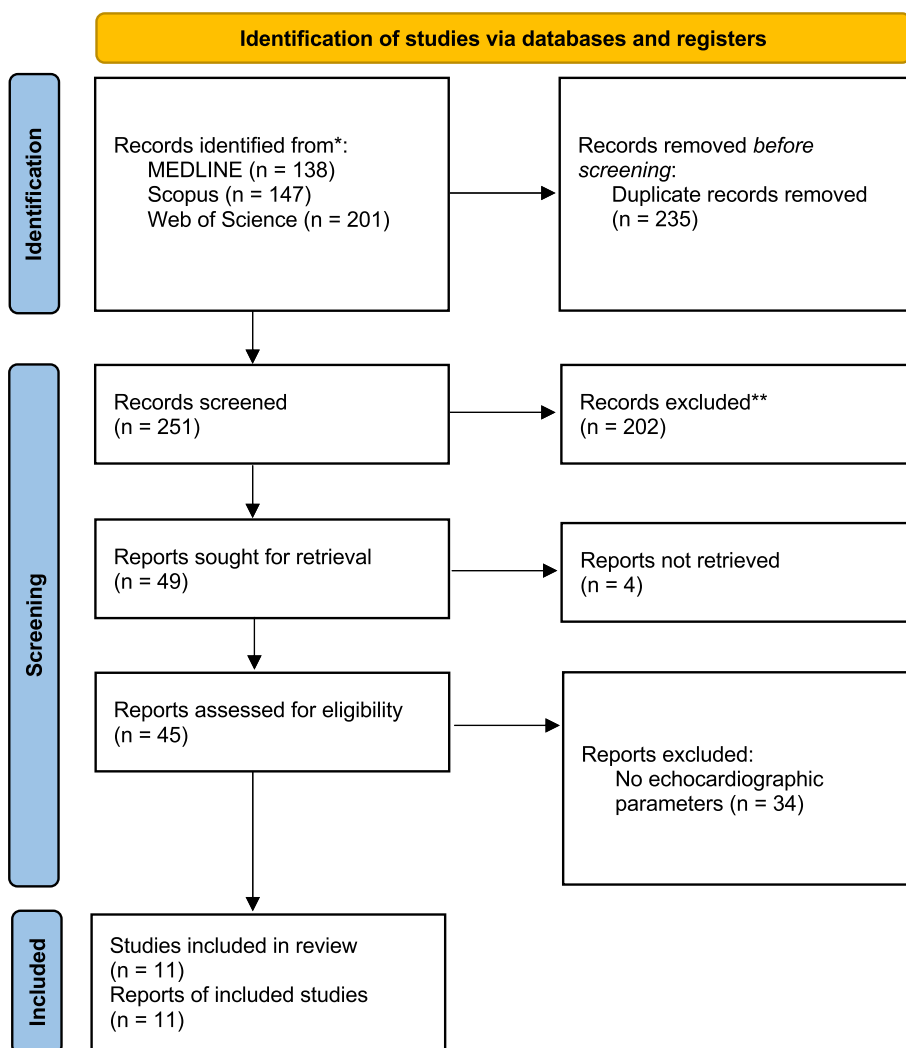 Identification of studies via databases and registers
Identification
Records identified from*:
MEDLINE (n = 138)
Scopus (n = 147)
Web of Science (n = 201)
Records removed before
screening:
Duplicate records removed
(n = 235)
Screening
Records screened
(n = 251)
Records excluded**
(n = 202)
Reports sought for retrieval
(n = 49)
Reports not retrieved
(n = 4)
Reports assessed for eligibility
(n = 45)
Reports excluded:
No echocardiographic
parameters (n = 34)
Included
Studies included in review
(n = 11)
Reports of included studies
(n = 11)